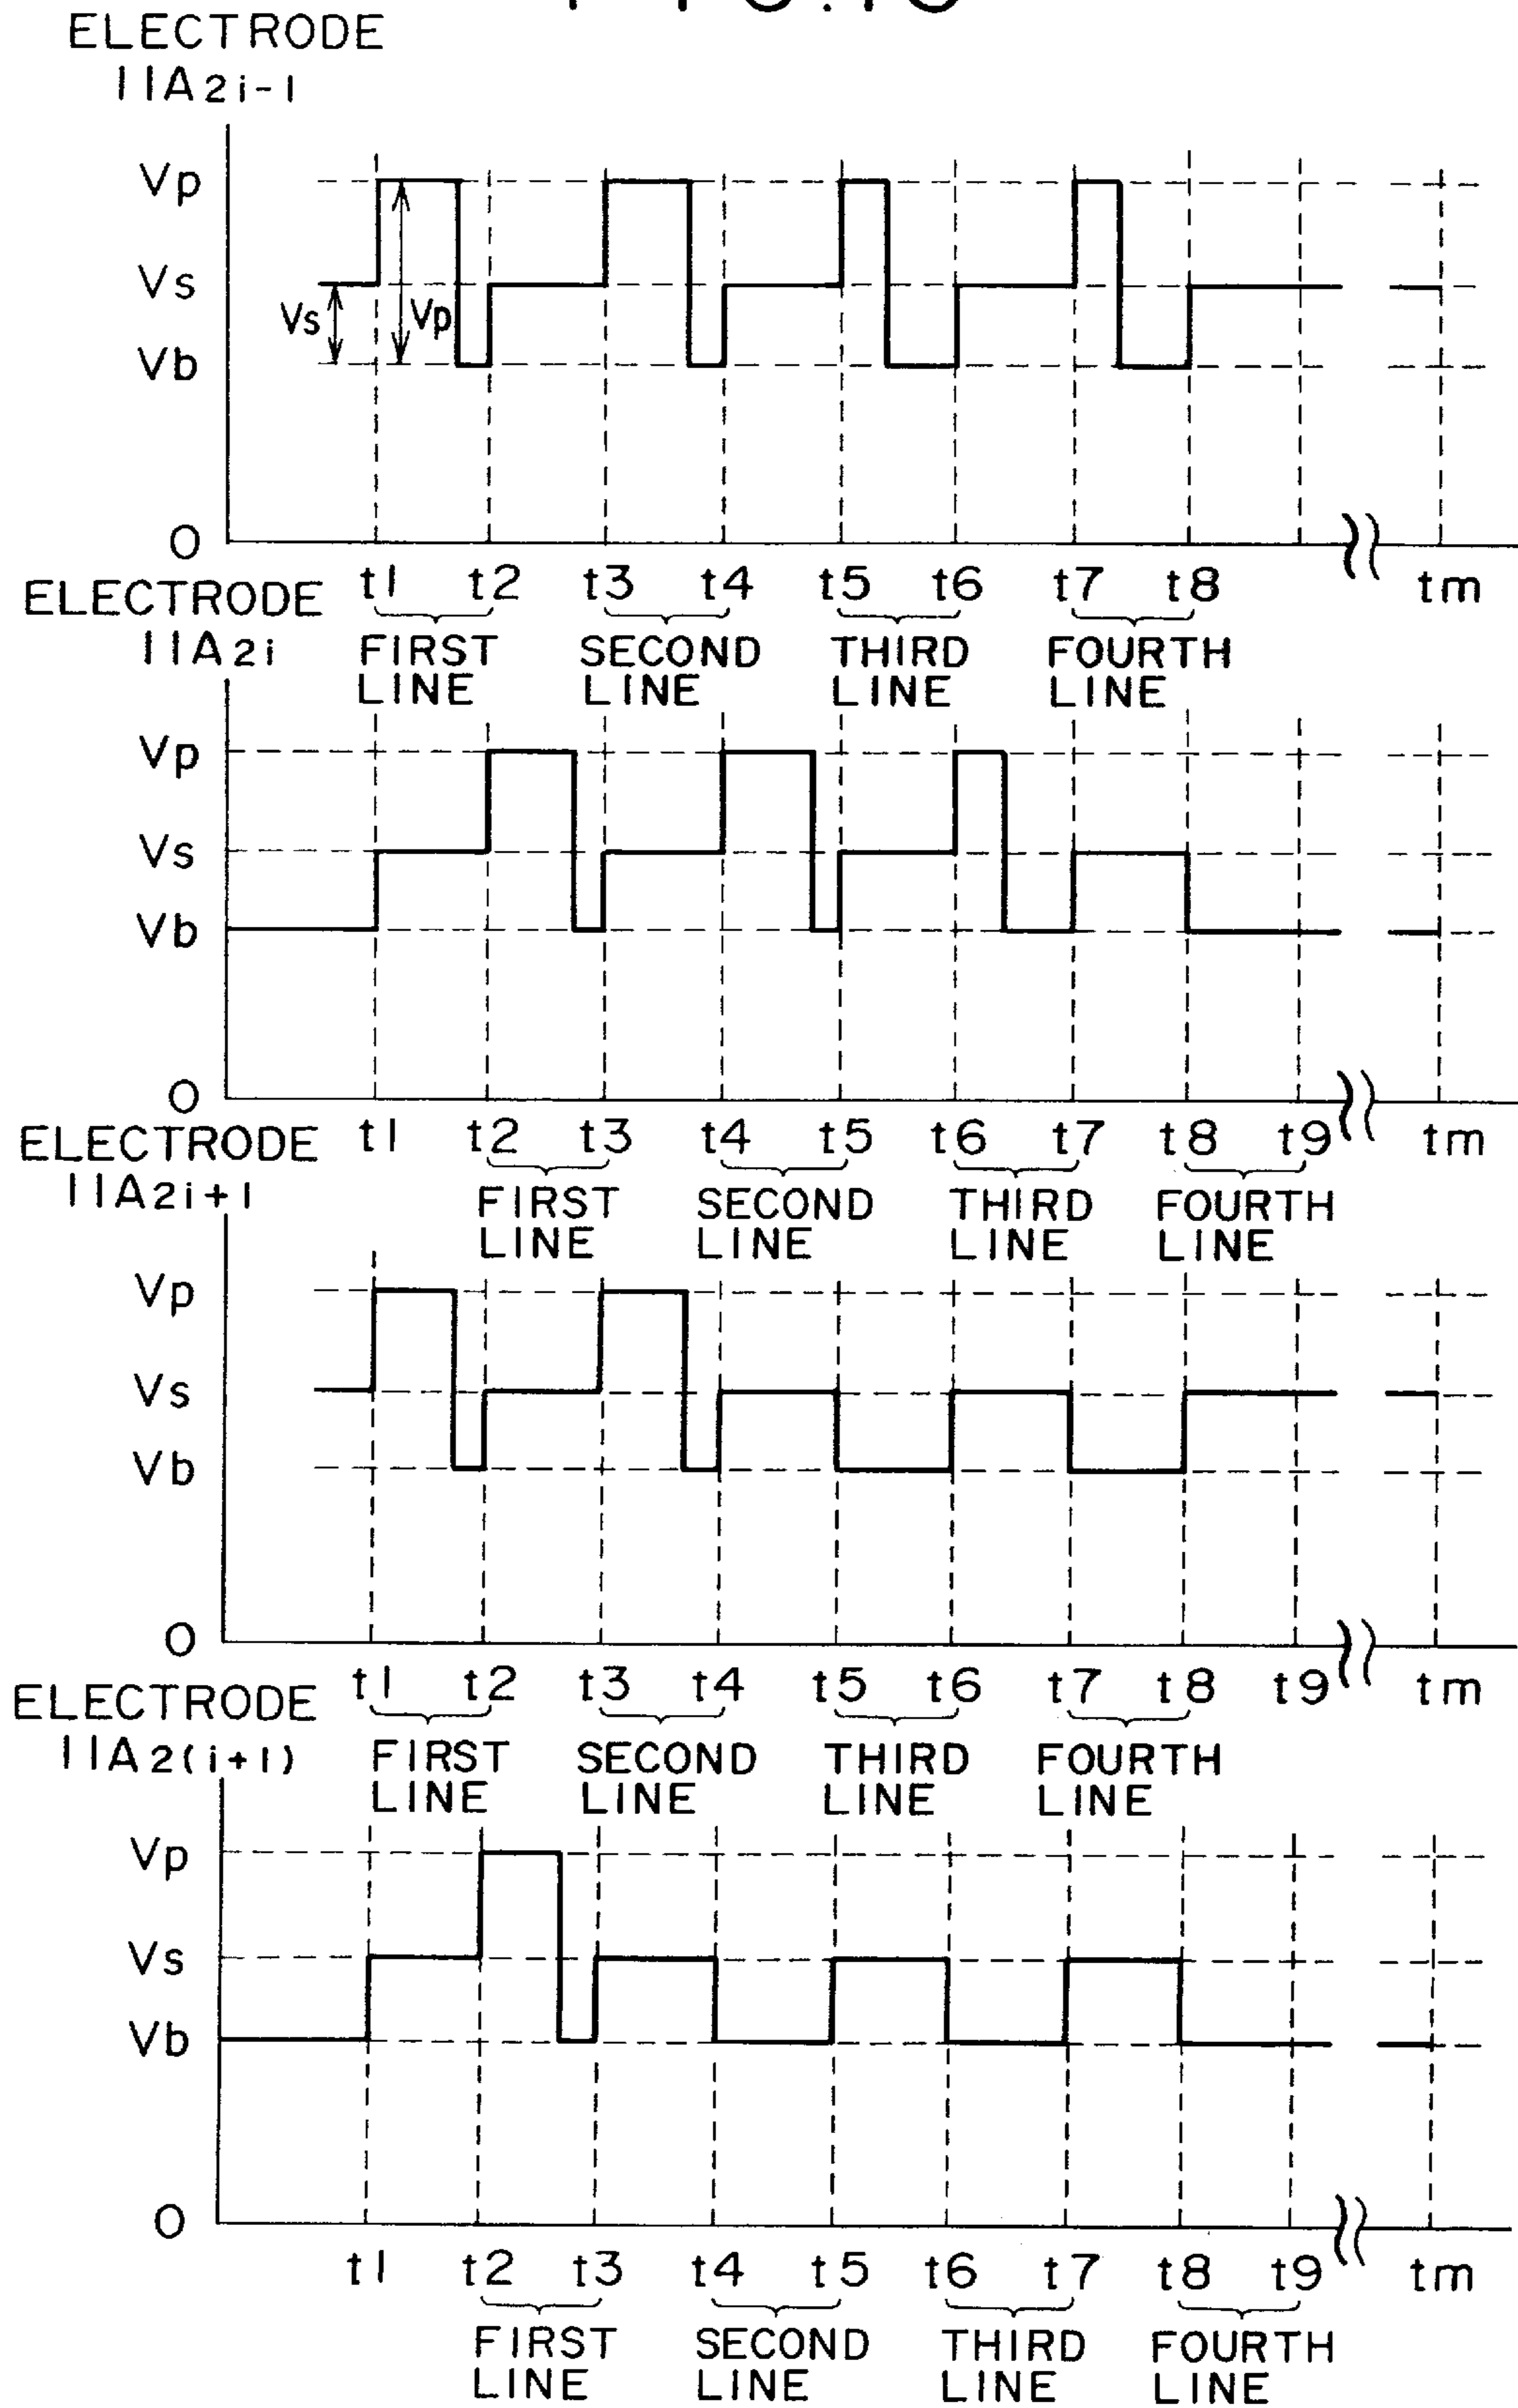 ELECTRODE
11A2i-1
Vp
Vs
Vs
Vp
Vb
0
t1 t2 t3 t4 t5 t6 t7 t8 tm
FIRST LINE
SECOND LINE
THIRD LINE
FOURTH LINE
ELECTRODE
11A2i
Vp
Vs
Vb
0
t1 t2 t3 t4 t5 t6 t7 t8 t9 tm
FIRST LINE
SECOND LINE
THIRD LINE
FOURTH LINE
ELECTRODE
11A2i+1
Vp
Vs
Vb
0
t1 t2 t3 t4 t5 t6 t7 t8 t9 tm
FIRST LINE
SECOND LINE
THIRD LINE
FOURTH LINE
ELECTRODE
11A2(i+1)
Vp
Vs
Vb
0
t1 t2 t3 t4 t5 t6 t7 t8 t9 tm
FIRST LINE
SECOND LINE
THIRD LINE
FOURTH LINE